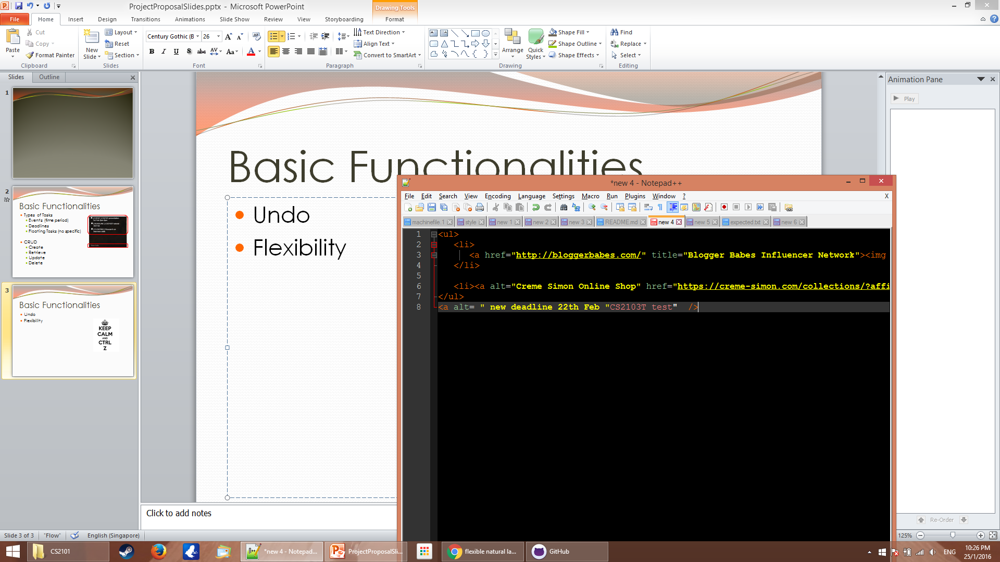 ProjectProposalSlides.pptx - Microsoft PowerPoint
Drawing Tools
File Home Insert Design Transitions Animations Slide Show Review View Storyboarding Format
Paste
Cut
Copy
Format Painter
Clipboard
New Slide
Layout
Reset
Section
Slides
Century Gothic (B 26
Font
Text Direction
Align Text
Convert to SmartArt
Paragraph
Arrange
Quick Styles
Shape Fill
Shape Outline
Shape Effects
Drawing
Find
Replace
Select
Editing
Slides Outline
1
2
Basic Functionalities
Types of Tasks
Events (time period)
Deadlines
Floating Tasks (no specific)
CRUD
Create
Retrieve
Update
Delete
3
Basic Functionalities
Undo
Flexibility
KEEP
CALM
AND
CTRL
Z
Basic Functionalities
Undo
Flexibility
Click to add notes
Animation Pane
Play
Re-Order
*new 4 - Notepad++
File Edit Search View Encoding Language Settings Macro Run Plugins Window ? X
machinefile.1 style new 1 new 2 new 3 README.md new 4 new 5 expected.txt new 6
1 <ul>
2 <li>
3 <a href="http://bloggerbabes.com/" title="Blogger Babes Influencer Network"><img
4 </li>
5
6 <li><a alt="Creme Simon Online Shop" href="https://creme-simon.com/collections/?affi
7 </ul>
8 <a alt= " new deadline 22th Feb "CS2103T test" />
Slide 3 of 3 "Flow" English (Singapore) 125%
CS2101 *new 4 - Notepad... ProjectProposalSli... flexible natural la... GitHub ENG
10:26 PM
25/1/2016